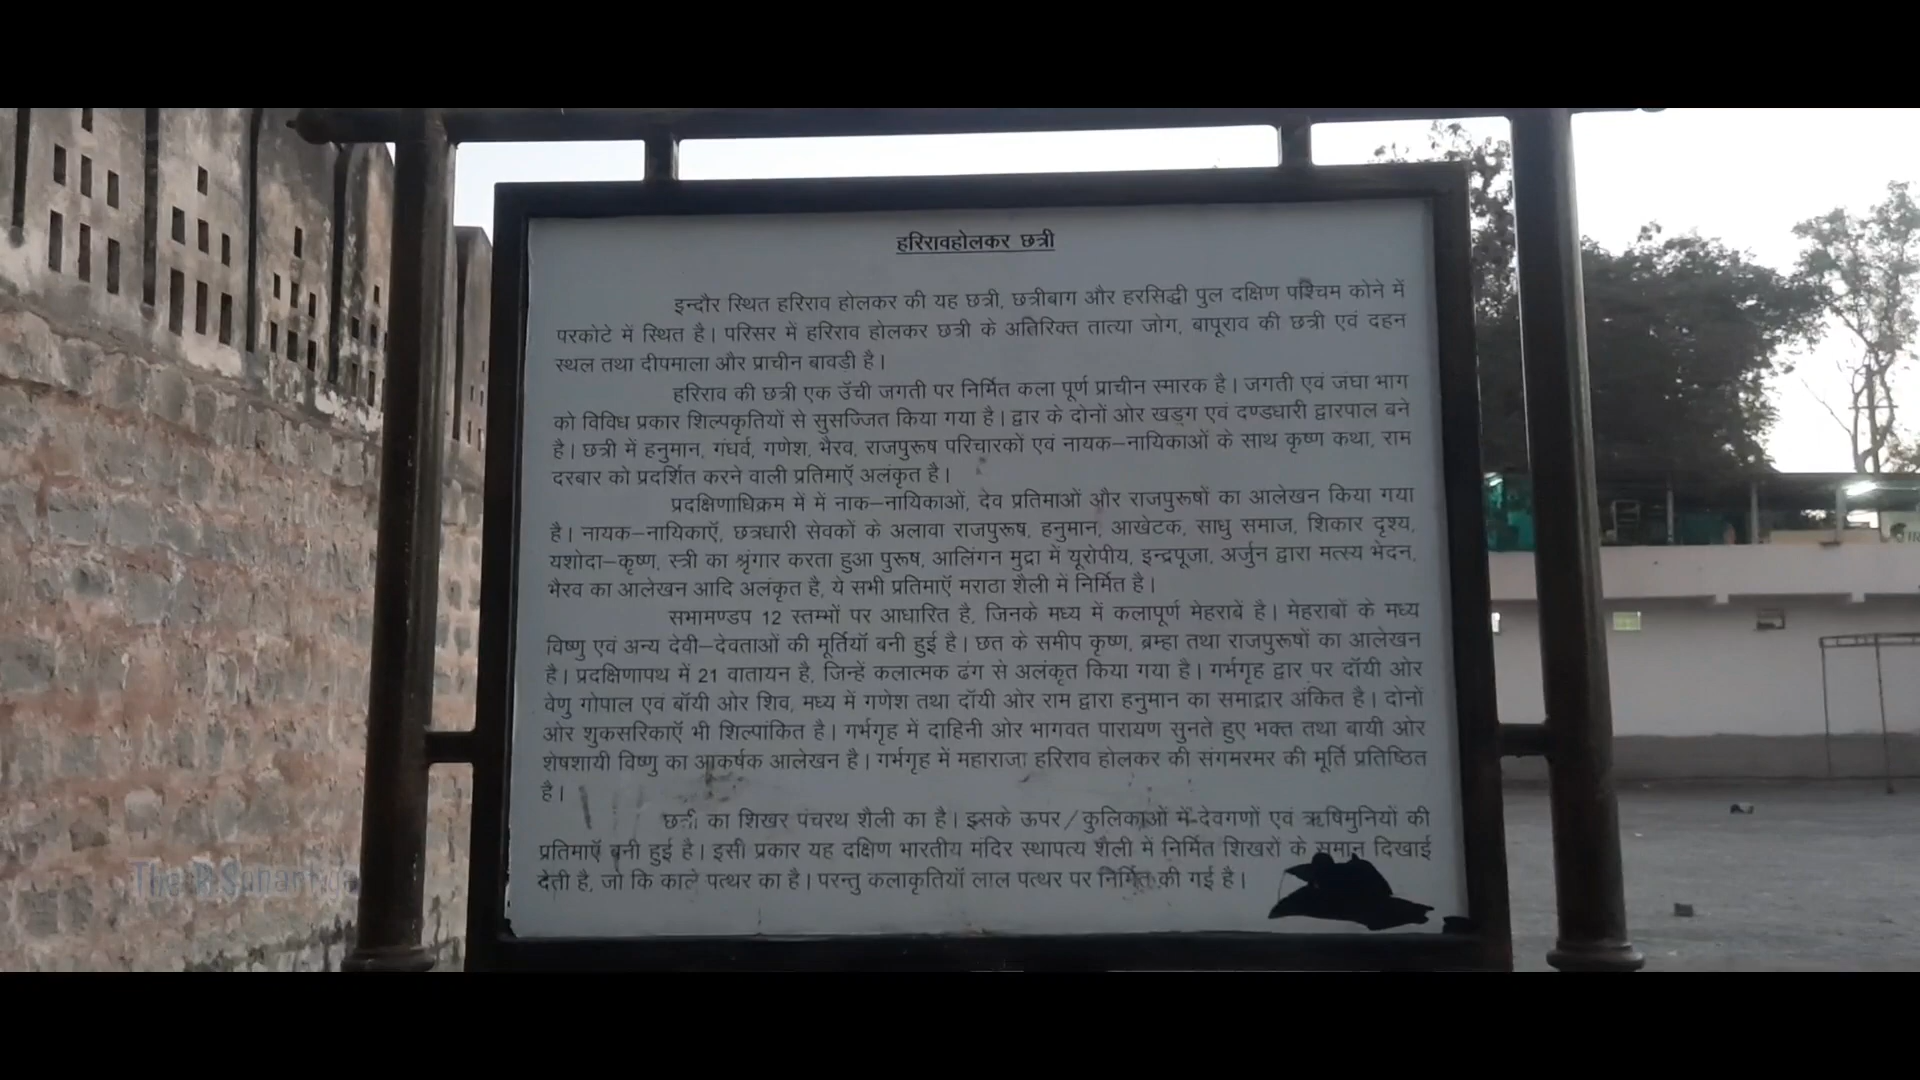 हरिरावहोलकर छत्री
इन्दौर स्थित हरिराव होलकर की यह छत्री, छत्रीबाग और हरसिद्धी पुल दक्षिण पश्चिम कोने में
परकोटे में स्थित है। परिसर में हरिराव होलकर छत्री के अतिरिक्त तात्या जोग, बापूराव की छत्री एवं दहन
स्थल तथा दीपमाला और प्राचीन बावड़ी है।
हरिराव की छत्री एक उँची जगती पर निर्मित कला पूर्ण प्राचीन स्मारक है। जगती एवं जंघा भाग
को विविध प्रकार शिल्पकृतियों से सुसज्जित किया गया है। द्वार के दोनों ओर खड़ग एवं दण्डधारी द्वारपाल बने
है। छत्री में हनुमान, गंधर्व, गणेश, भैरव, राजपुरूष परिचारकों एवं नायक–नायिकाओं के साथ कृष्ण कथा, राम
दरबार को प्रदर्शित करने वाली प्रतिमाऍ अलंकृत है।
प्रदक्षिणाधिक्रम में में नाक–नायिकाओं, देव प्रतिमाओं और राजपुरूषों का आलेखन किया गया
है। नायक–नायिकाऍ, छत्रधारी सेवकों के अलावा राजपुरूष, हनुमान, आखेटक, साधु समाज, शिकार दृश्य,
यशोदा–कृष्ण, स्त्री का श्रृंगार करता हुआ पुरूष, आलिंगन मुद्रा में यूरोपीय, इन्द्रपूजा, अर्जुन द्वारा मत्स्य भेदन,
भैरव का आलेखन आदि अलंकृत है, ये सभी प्रतिमाऍ मराठा शैली में निर्मित है।
सभामण्डप 12 स्तम्भों पर आधारित है, जिनके मध्य में कलापूर्ण मेहराबें है। मेहराबों के मध्य
विष्णु एवं अन्य देवी–देवताओं की मूर्तियॉ बनी हुई है। छत के समीप कृष्ण, ब्रम्हा तथा राजपुरूषों का आलेखन
है। प्रदक्षिणापथ में 21 वातायन है, जिन्हें कलात्मक ढंग से अलंकृत किया गया है। गर्भगृह द्वार पर दॉयी ओर
वेणु गोपाल एवं बॉयी ओर शिव, मध्य में गणेश तथा दॉयी ओर राम द्वारा हनुमान का समाद्वार अंकित है। दोनों
ओर शुकसरिकाऍ भी शिल्पांकित है। गर्भगृह में दाहिनी ओर भागवत पारायण सुनते हुए भक्त तथा बायी ओर
शेषशायी विष्णु का आकर्षक आलेखन है। गर्भगृह में महाराजा हरिराव होलकर की संगमरमर की मूर्ति प्रतिष्ठित
है।
छत्री का शिखर पंचरथ शैली का है। इसके ऊपर/कुलिकाओं में देवगणों एवं ऋषिमुनियों की
प्रतिमाऍ बनी हुई है। इसी प्रकार यह दक्षिण भारतीय मंदिर स्थापत्य शैली में निर्मित शिखरों के समान दिखाई
देती है, जो कि काले पत्थर का है। परन्तु कलाकृतियॉ लाल पत्थर पर निर्मित की गई है।